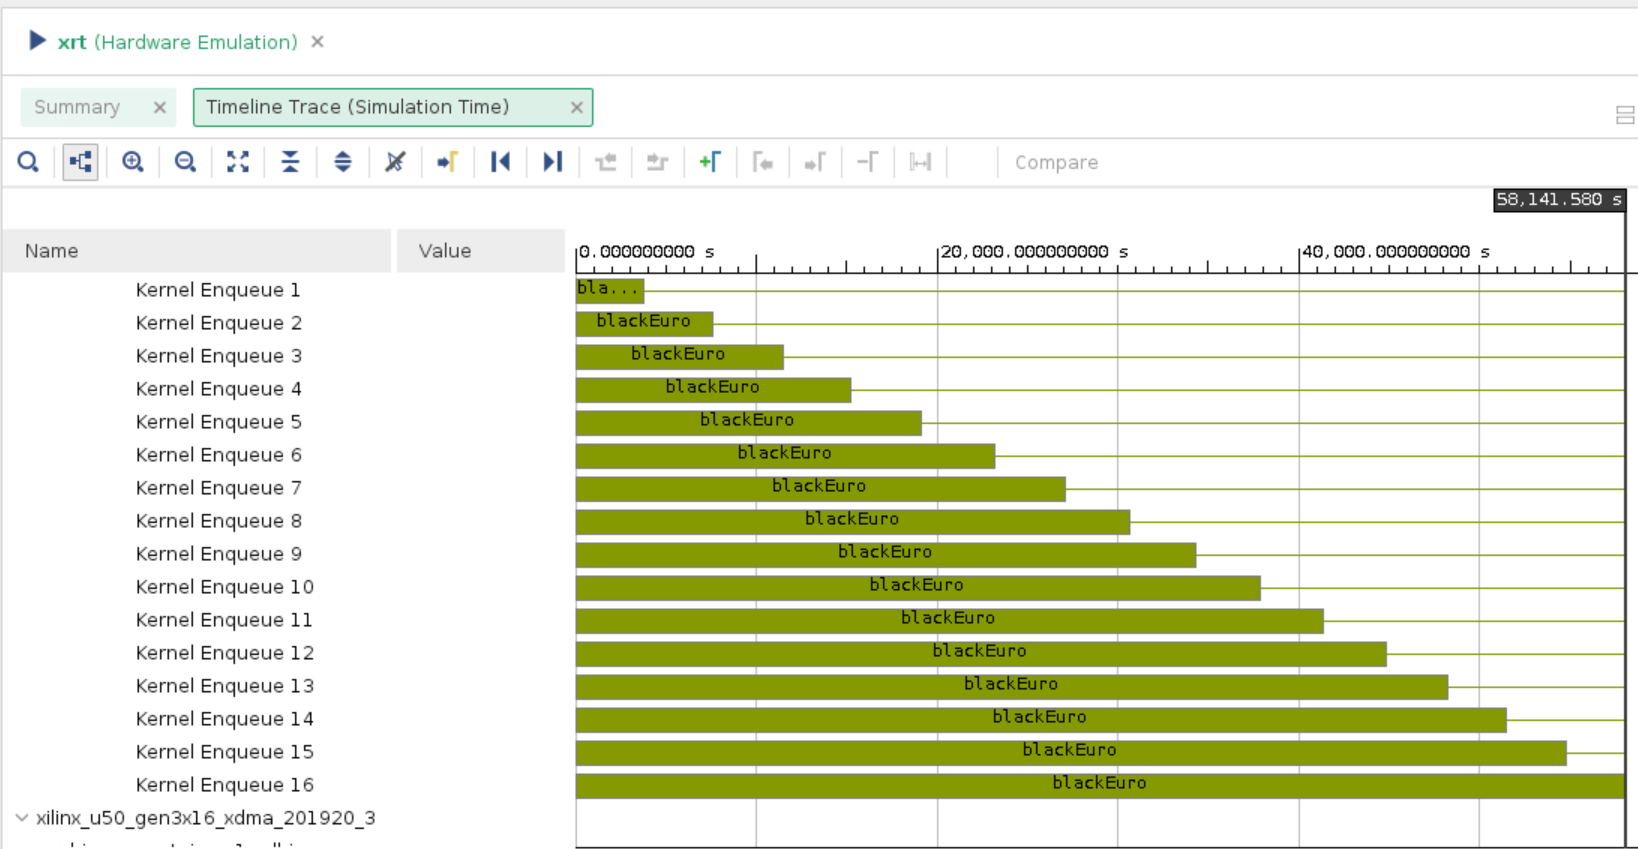 xrt (Hardware Emulation)
Summary
Timeline Trace (Simulation Time)
Compare
58,141.580 s
Name Value 0.000000000 s 20,000.000000000 s 40,000.000000000 s
Kernel Enqueue 1 bla...
Kernel Enqueue 2 blackEuro
Kernel Enqueue 3 blackEuro
Kernel Enqueue 4 blackEuro
Kernel Enqueue 5 blackEuro
Kernel Enqueue 6 blackEuro
Kernel Enqueue 7 blackEuro
Kernel Enqueue 8 blackEuro
Kernel Enqueue 9 blackEuro
Kernel Enqueue 10 blackEuro
Kernel Enqueue 11 blackEuro
Kernel Enqueue 12 blackEuro
Kernel Enqueue 13 blackEuro
Kernel Enqueue 14 blackEuro
Kernel Enqueue 15 blackEuro
Kernel Enqueue 16 blackEuro
xilinx_u50_gen3x16_xdma_201920_3